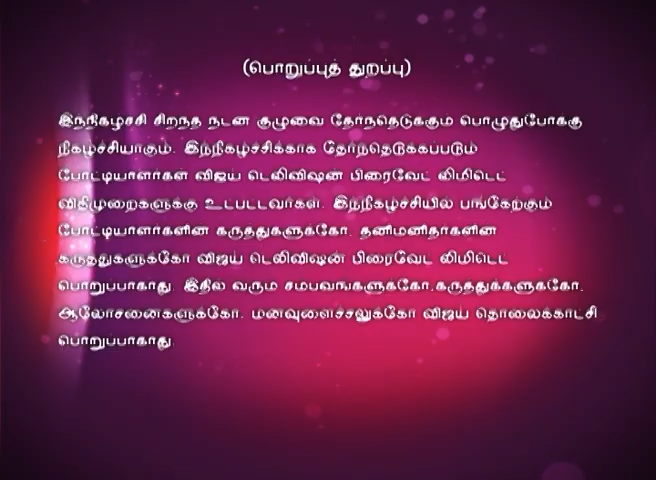 (பொறுப்புத் துறப்பு)
இந்நிகழ்ச்சி சிறந்த நடன குழுவை தேர்ந்தெடுக்கும் பொழுதுபோக்கு
நிகழ்ச்சியாகும். இந்நிகழ்ச்சிக்காக தேர்ந்தெடுக்கப்படும்
போட்டியாளர்கள் விஜய் டெலிவிஷன் பிரைவேட் லிமிடெட்
விதிமுறைகளுக்கு உட்பட்டவர்கள். இந்நிகழ்ச்சியில் பங்கேற்கும்
போட்டியாளர்களின் கருத்துகளுக்கோ, தனிமனிதர்களின்
கருத்துகளுக்கோ விஜய் டெலிவிஷன் பிரைவேட் லிமிடெட்
பொறுப்பாகாது. இதில் வரும் சம்பவங்களுக்கோ,கருத்துக்களுக்கோ,
ஆலோசனைகளுக்கோ, மனவுளைச்சலுக்கோ விஜய் தொலைக்காட்சி
பொறுப்பாகாது.